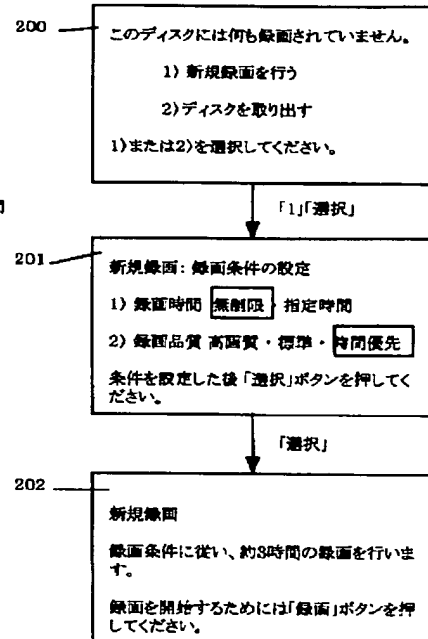 200
このディスクには何も録画されていません。
1) 新規録画を行う
2)ディスクを取り出す
1)または2)を選択してください。
「1」「選択」
201
新規録画: 録画条件の設定
1) 録画時間 無制限・指定時間
2) 録画品質 高画質・標準・時間優先
条件を設定した後「選択」ボタンを押してく
ださい。
「選択」
202
新規録画
録画条件に従い、約3時間の録画を行いま
す。
録画を開始するためには「録画」ボタンを押
してください。